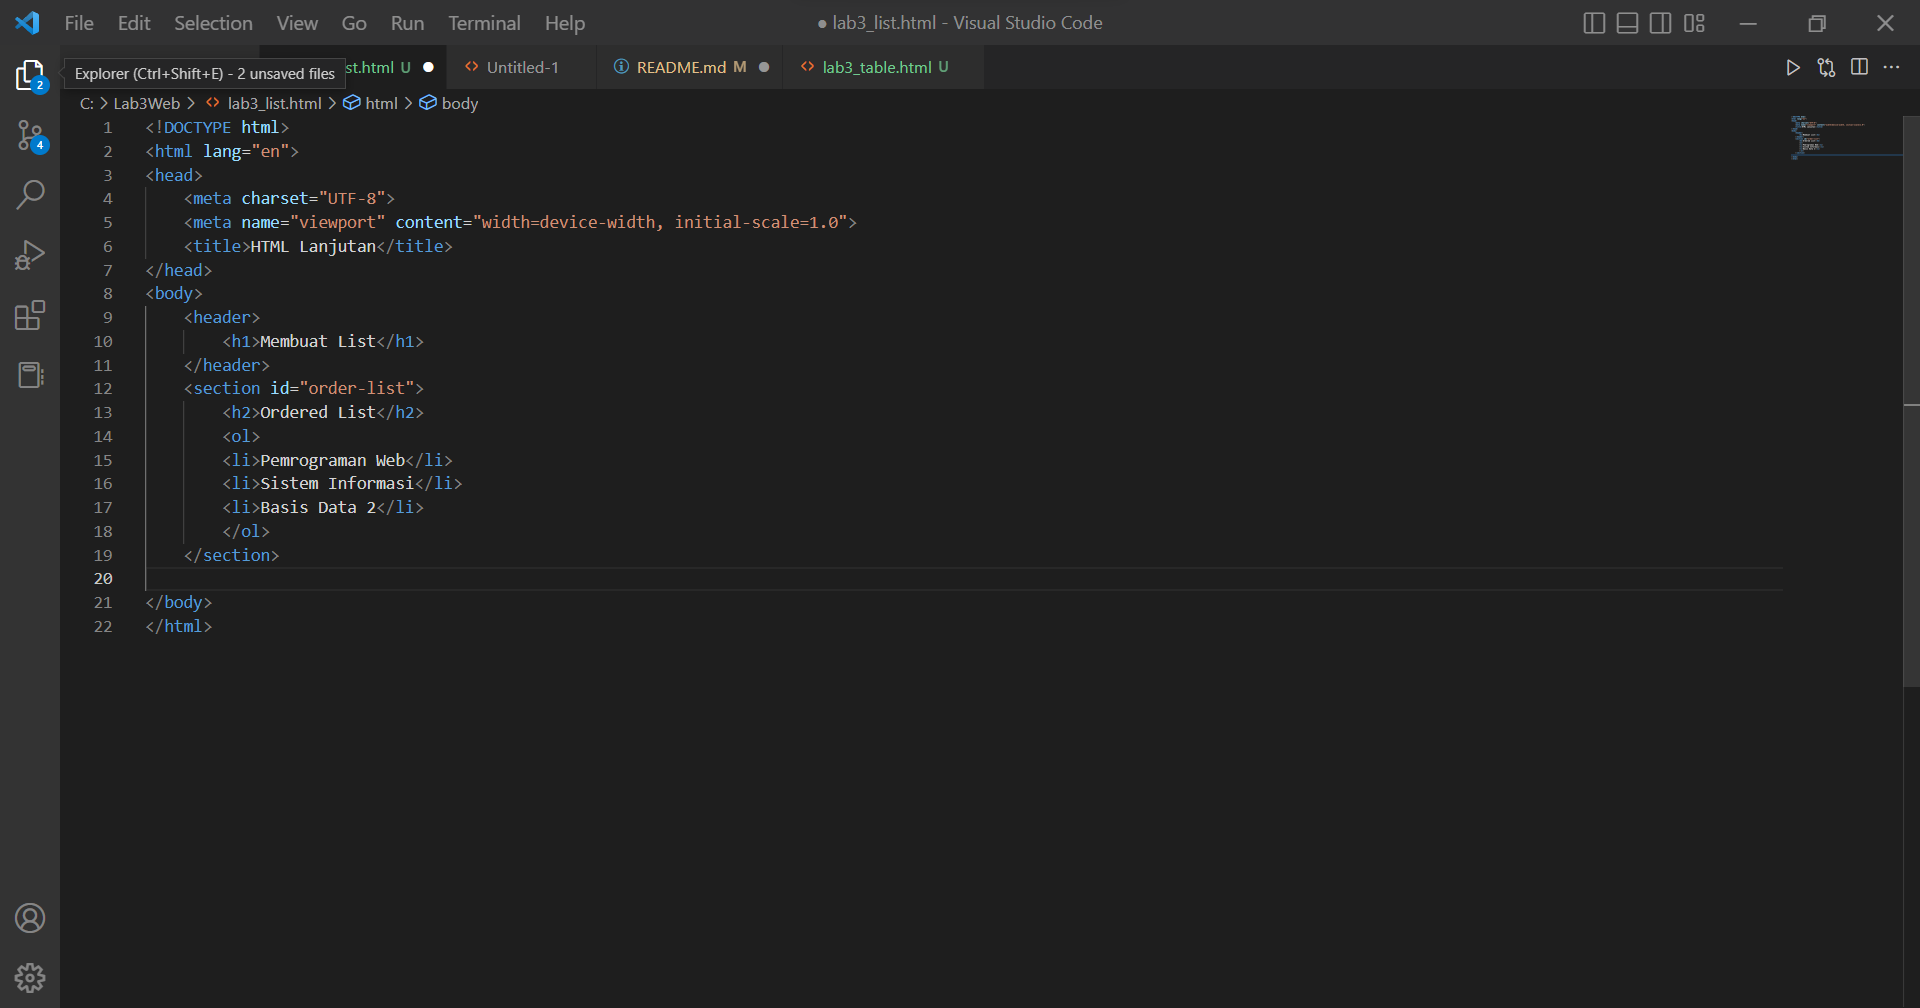 File Edit Selection View Go Run Terminal Help ● lab3_list.html - Visual Studio Code
Explorer (Ctrl+Shift+E) - 2 unsaved files st.html U ● Untitled-1 README.md M ● lab3_table.html U
2
C: > Lab3Web > lab3_list.html > html > body
4
1 <!DOCTYPE html>
2 <html lang="en">
3 <head>
4     <meta charset="UTF-8">
5     <meta name="viewport" content="width=device-width, initial-scale=1.0">
6     <title>HTML Lanjutan</title>
7 </head>
8 <body>
9     <header>
10         <h1>Membuat List</h1>
11     </header>
12     <section id="order-list">
13         <h2>Ordered List</h2>
14         <ol>
15         <li>Pemrograman Web</li>
16         <li>Sistem Informasi</li>
17         <li>Basis Data 2</li>
18         </ol>
19     </section>
20
21 </body>
22 </html>